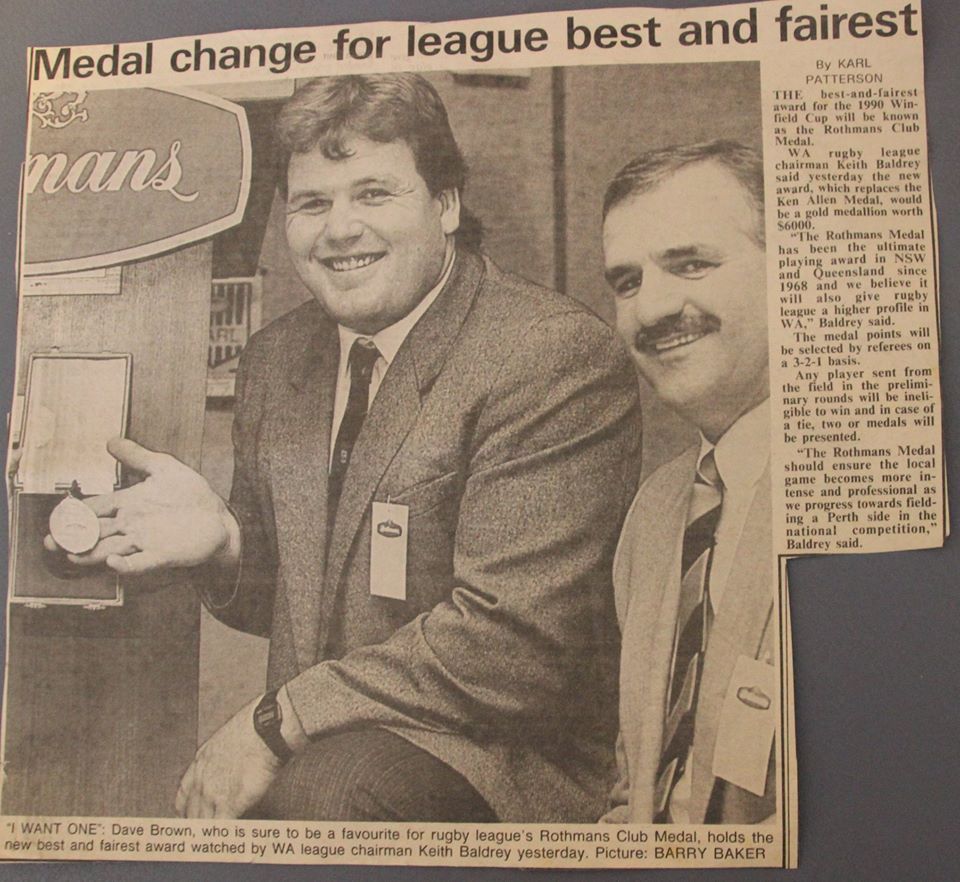 Medal change for league best and fairest
mans
By KARL
PATTERSON
THE best-and-fairest
award for the 1990 Win-
field Cup will be known
as the Rothmans Club
Medal.
WA rugby league
chairman Keith Baldrey
said yesterday the new
award, which replaces the
Ken Allen Medal, would
be a gold medallion worth
$6000.
"The Rothmans Medal
has been the ultimate
playing award in NSW
and Queensland since
1968 and we believe it
will also give rugby
league a higher profile in
WA," Baldrey said.
The medal points will
be selected by referees on
a 3-2-1 basis.
Any player sent from
the field in the prelimi-
nary rounds will be ineli-
gible to win and in case of
a tie, two or medals will
be presented.
"The Rothmans Medal
should ensure the local
game becomes more in-
tense and professional as
we progress towards field-
ing a Perth side in the
national competition,"
Baldrey said.
"I WANT ONE": Dave Brown, who is sure to be a favourite for rugby league's Rothmans Club Medal, holds the
new best and fairest award watched by WA league chairman Keith Baldrey yesterday. Picture: BARRY BAKER